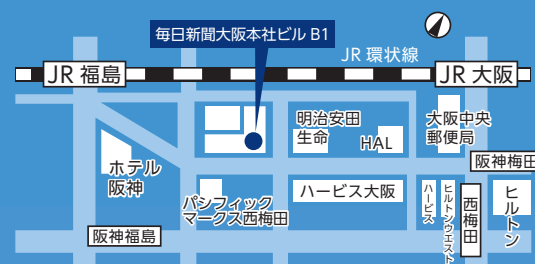 毎日新聞大阪本社ビル B1
JR 環状線
JR 福島
JR 大阪
明治安田
生命
HAL
大阪中央
郵便局
阪神梅田
ホテル
阪神
パシフィック
マークス西梅田
ハービス大阪
ハービス
ヒルトンウエスト
西梅田
ヒルトン
阪神福島